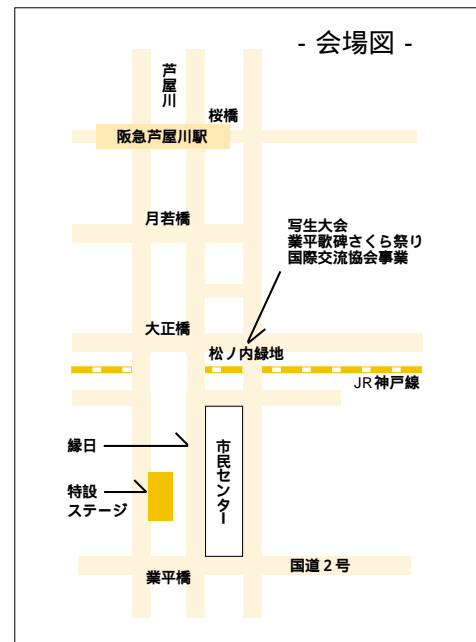 - 会場図 -
芦屋川
桜橋
阪急芦屋川駅
月若橋
写生大会
業平歌碑さくら祭り
国際交流協会事業
大正橋
松ノ内緑地
JR神戸線
縁日
市民センター
特設
ステージ
国道２号
業平橋